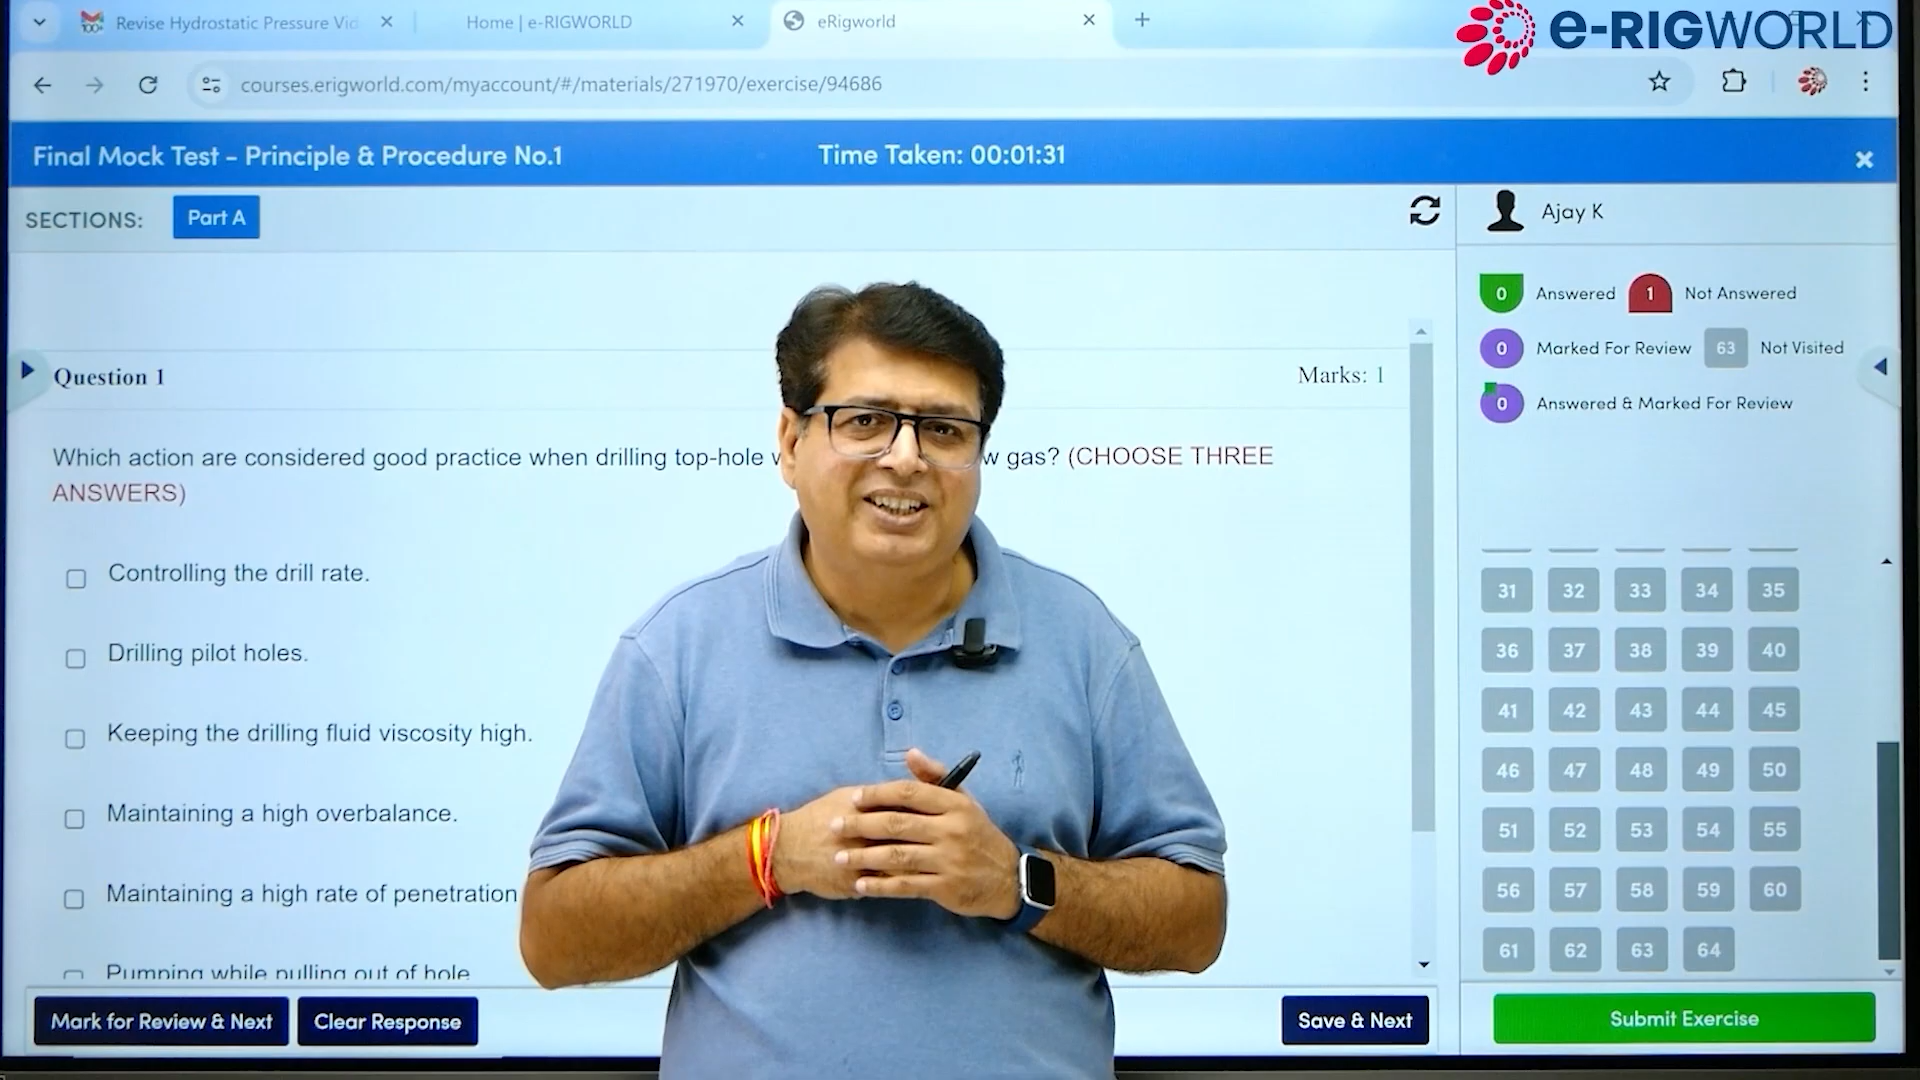 Revise Hydrostatic Pressure Vid
Home | e-RIGWORLD
eRigworld
e-RIGWORLD
courses.erigworld.com/myaccount/#/materials/271970/exercise/94686
Final Mock Test - Principle & Procedure No.1
Time Taken: 00:01:31
SECTIONS:
Part A
Ajay K
0 Answered 1 Not Answered
0 Marked For Review 63 Not Visited
0 Answered & Marked For Review
Question 1
Marks: 1
Which action are considered good practice when drilling top-hole gas? (CHOOSE THREE
ANSWERS)
Controlling the drill rate.
Drilling pilot holes.
Keeping the drilling fluid viscosity high.
Maintaining a high overbalance.
Maintaining a high rate of penetration
Pumping while pulling out of hole
31 32 33 34 35
36 37 38 39 40
41 42 43 44 45
46 47 48 49 50
51 52 53 54 55
56 57 58 59 60
61 62 63 64
Mark for Review & Next
Clear Response
Save & Next
Submit Exercise